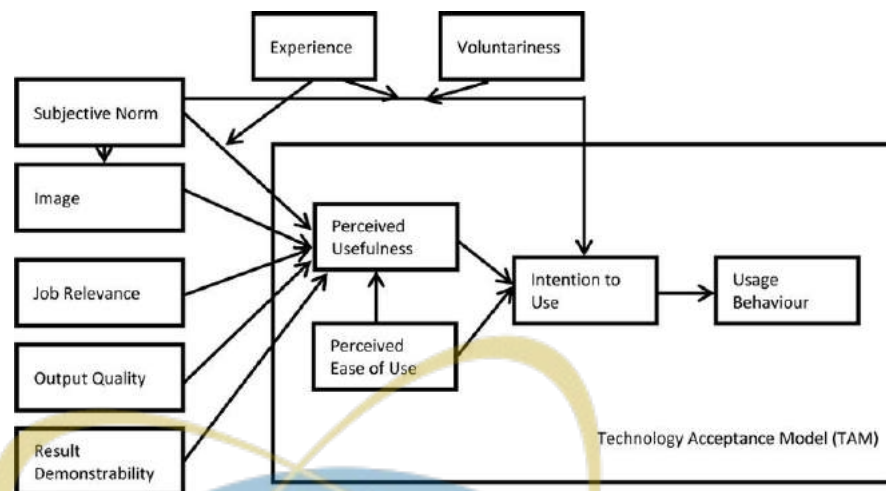 Experience
Voluntariness
Subjective Norm
Image
Job Relevance
Output Quality
Result
Demonstrability
Perceived
Usefulness
Perceived
Ease of Use
Intention to
Use
Usage
Behaviour
Technology Acceptance Model (TAM)